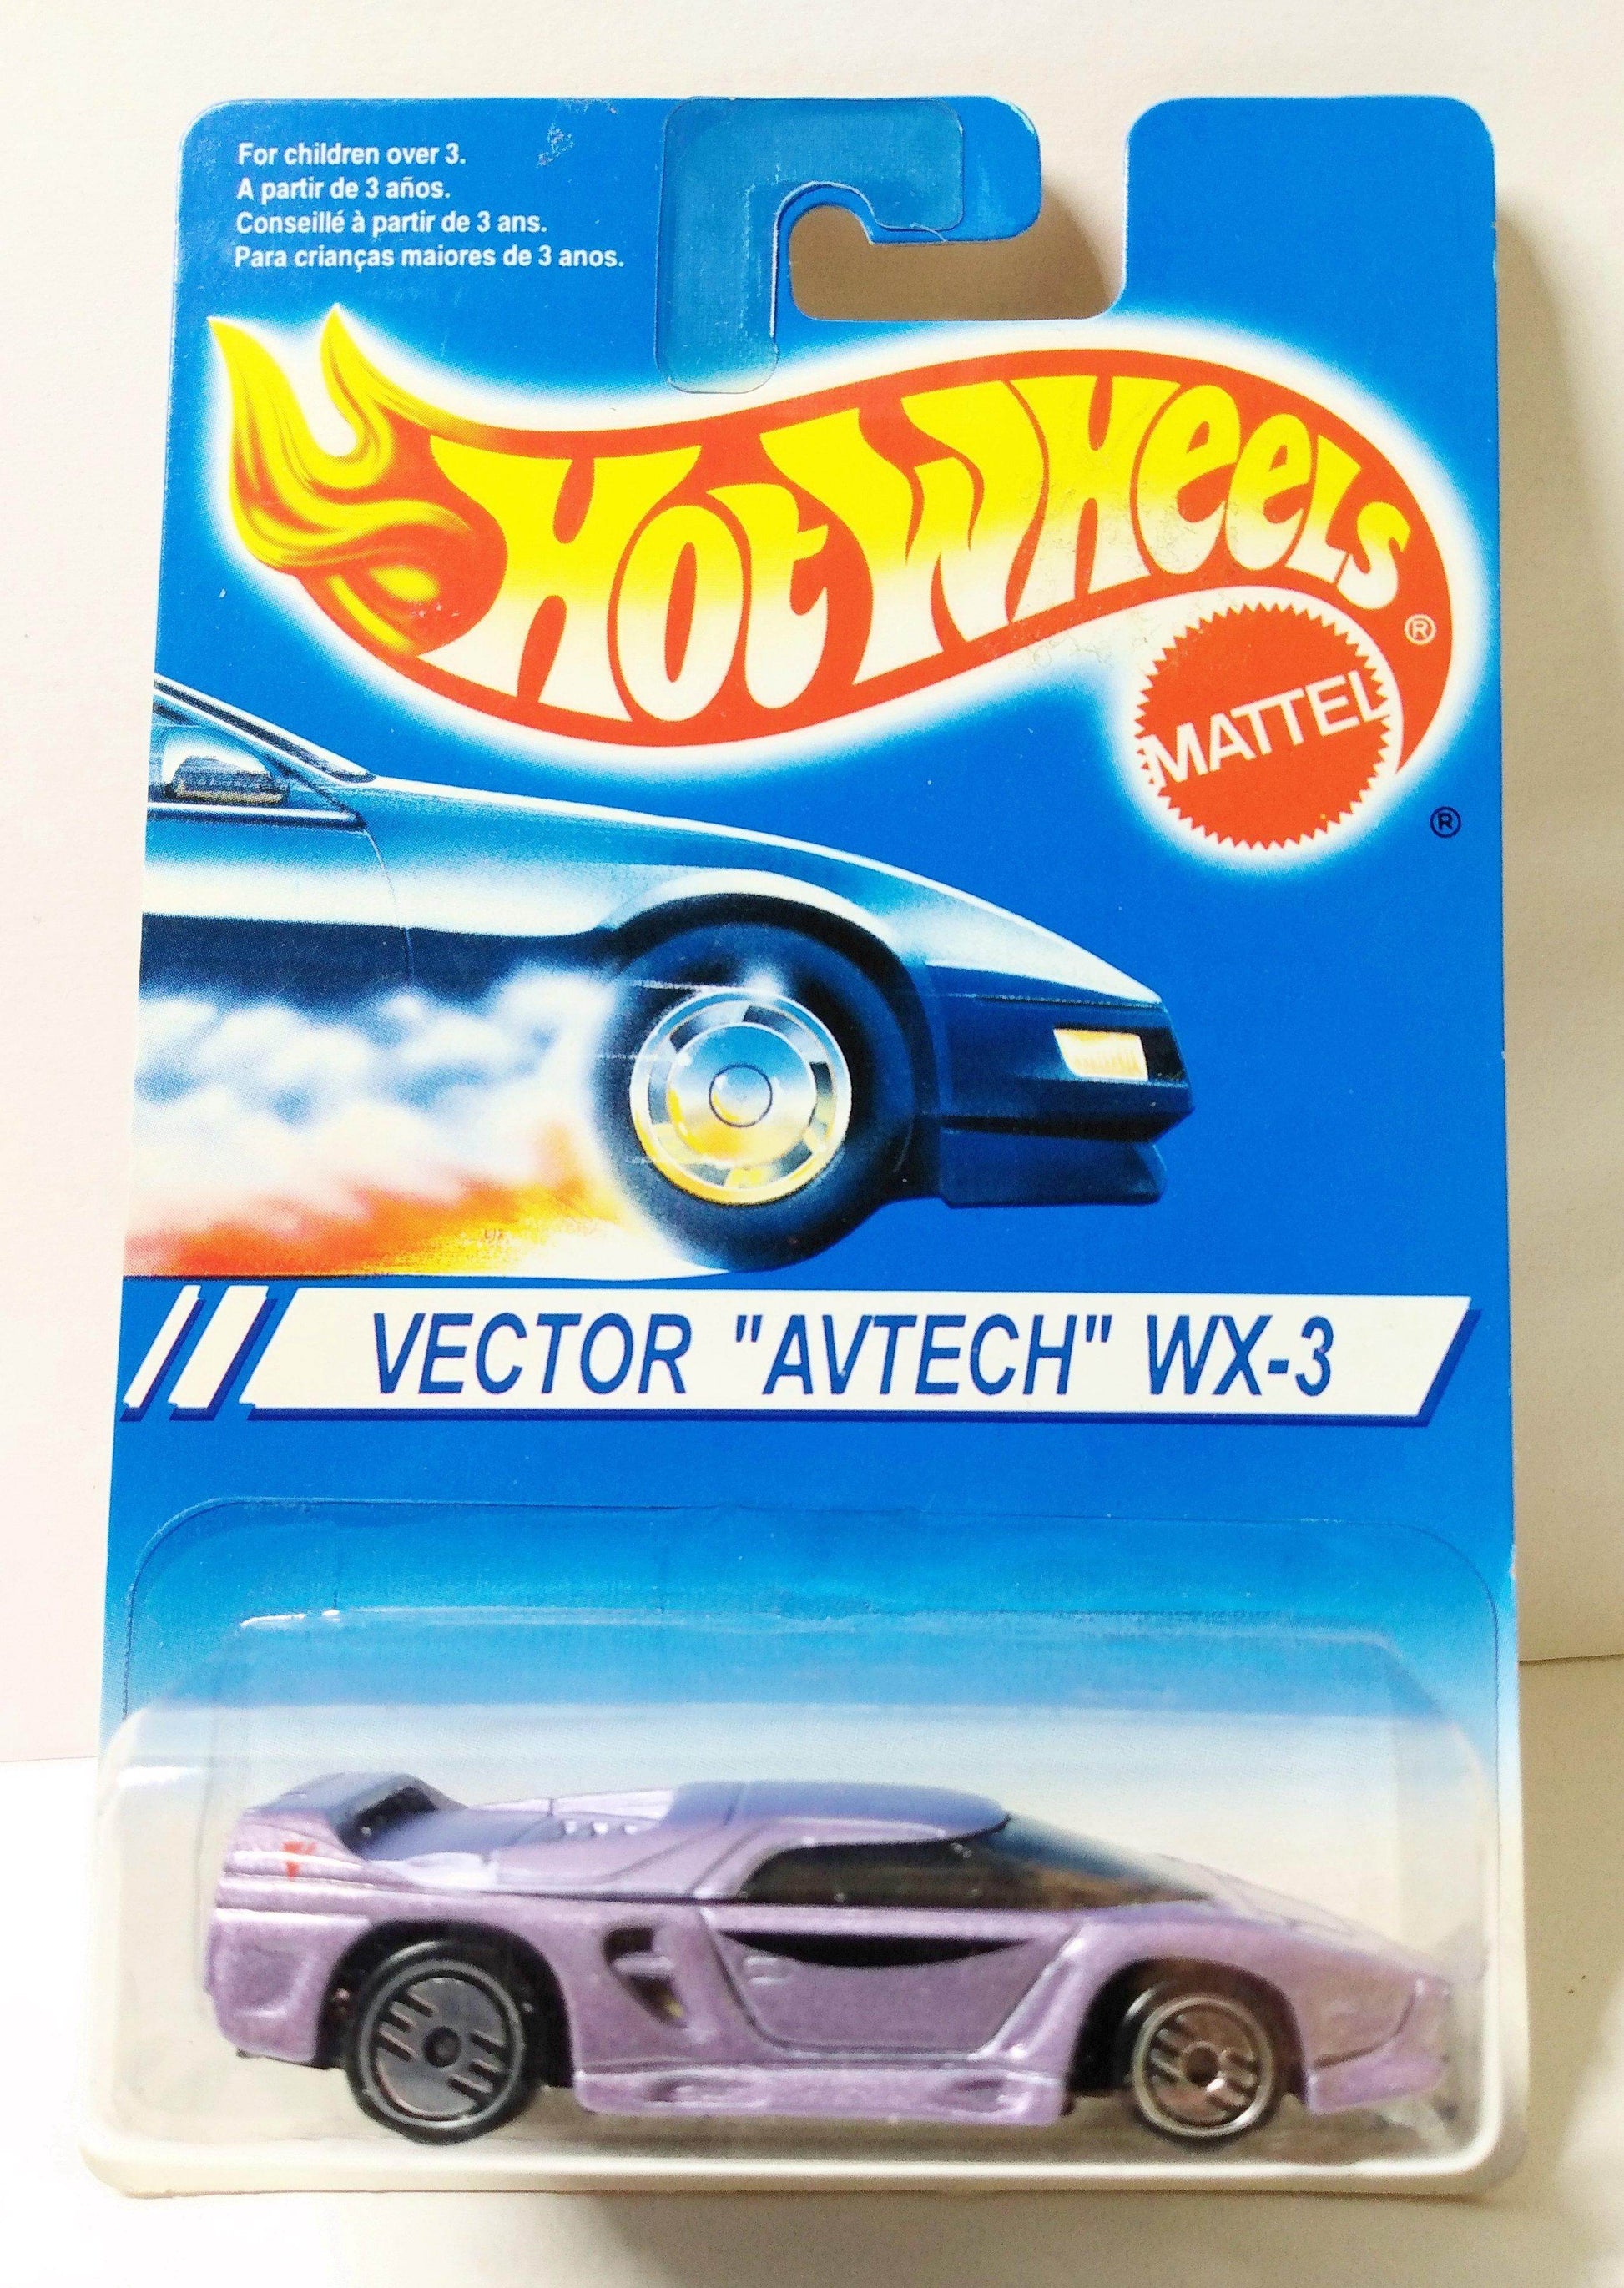 For children over 3.
A partir de 3 años.
Conseillé à partir de 3 ans.
Para crianças maiores de 3 anos.
Hot Wheels ®
MATTEL
®
VECTOR "AVTECH" WX-3